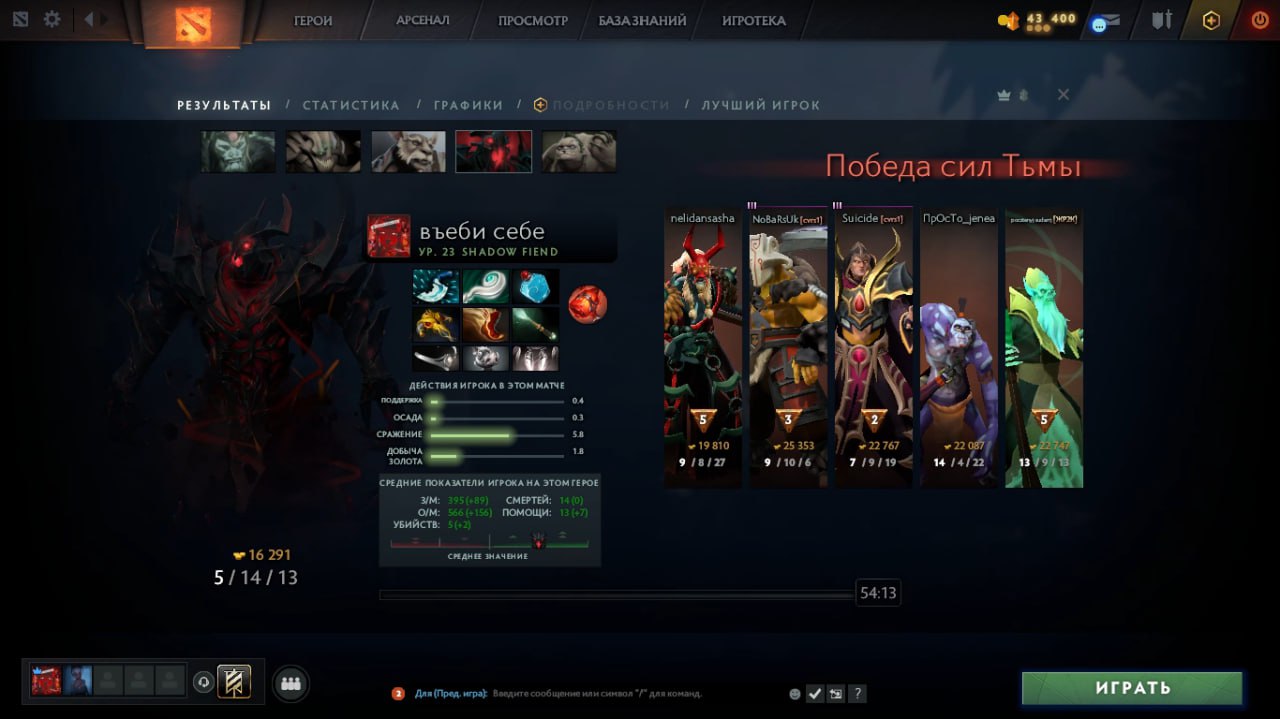 ГЕРОИ АРСЕНАЛ ПРОСМОТР БАЗА ЗНАНИЙ ИГРОТЕКА 43 400
РЕЗУЛЬТАТЫ / СТАТИСТИКА / ГРАФИКИ / ПОДРОБНОСТИ / ЛУЧШИЙ ИГРОК
Победа сил Тьмы
въеби себе
УР. 23 SHADOW FIEND
nelidansasha NoBaRsUk [cvrs1] Suicide [cvrs1] ПрОсТо_jenea
ДЕЙСТВИЯ ИГРОКА В ЭТОМ МАТЧЕ
ПОДДЕРЖКА 0.4
ОСАДА 0.3
СРАЖЕНИЕ 5.8
ДОБЫЧА ЗОЛОТА 1.8
5 3 2 5
19 810 25 353 22 767 22 087 22 747
9 / 8 / 27 9 / 10 / 6 7 / 9 / 19 14 / 4 / 22 13 / 9 / 13
СРЕДНИЕ ПОКАЗАТЕЛИ ИГРОКА НА ЭТОМ ГЕРОЕ
З/М: 395 (+89) СМЕРТЕЙ: 14 (0)
О/М: 566 (+156) ПОМОЩИ: 13 (+7)
УБИЙСТВ: 5 (+2)
СРЕДНЕЕ ЗНАЧЕНИЕ
16 291
5 / 14 / 13
54:13
2 Для (Пред. игра): Введите сообщение или символ "/" для команд. ?
ИГРАТЬ